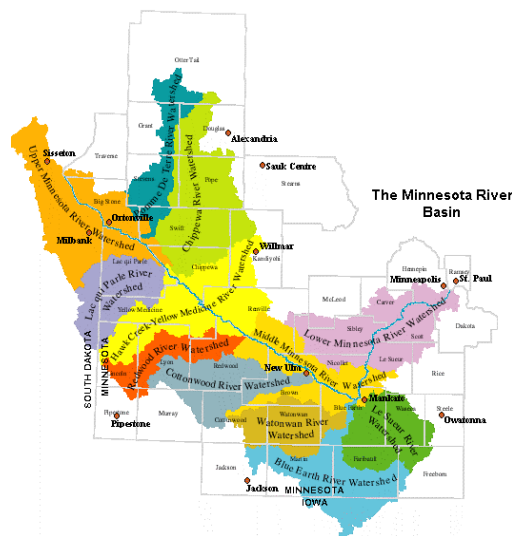 Otter Tail
Grant
Douglas
Alexandria
Pomme De Terre River Watershed
Chippewa River Watershed
Sisseton
Traverse
Stevens
Pope
Sauk Centre
Stearns
Upper Minnesota River Watershed
Big Stone
Ortonville
Swift
The Minnesota River
Basin
Milbank
Willmar
Kandiyohi
Lac qui Parle
Chippewa
Hennepin
Ramsey
Minneapolis
St. Paul
Lac qui Parle River
Watershed
Hawk Creek-Yellow Medicine River Watershed
Yellow Medicine
Renville
McLeod
Carver
Scott
Dakota
Sibley
Lower Minnesota River Watershed
SOUTH DAKOTA
MINNESOTA
Redwood River Watershed
Middle Minnesota River Watershed
Lincoln
Lyon
Redwood
Nicollet
Le Sueur
Rice
Cottonwood River Watershed
New Ulm
Brown
Pipestone
Pipestone
Murray
Cottonwood
Watonwan
Watonwan River
Watershed
Blue Earth
Mankato
Waseca
Steele
Owatonna
Le Sueur River
Watershed
Jackson
Jackson
Martin
Faribault
Freeborn
Blue Earth River Watershed
MINNESOTA
IOWA